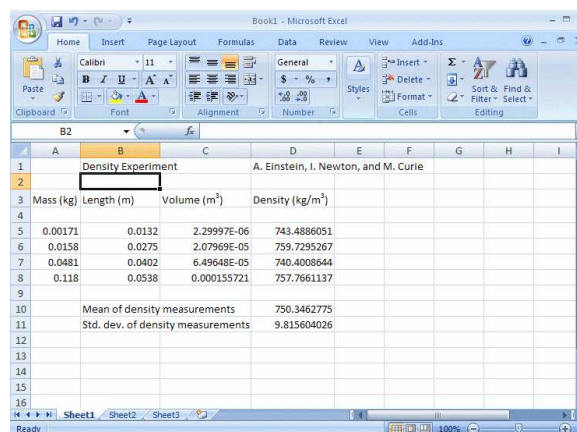 Book1 - Microsoft Excel
Home Insert Page Layout Formulas Data Review View Add-Ins
Paste
Calibri 11
B I U A A
General
$ % ,
Styles
Insert
Delete
Format
Σ
Sort & Filter
Find & Select
Clipboard Font Alignment Number Cells Editing
B2 fx
A B C D E F G H I
1 Density Experiment A. Einstein, I. Newton, and M. Curie
2
3 Mass (kg) Length (m) Volume (m³) Density (kg/m³)
4
5 0.00171 0.0132 2.29997E-06 743.4886051
6 0.0158 0.0275 2.07969E-05 759.7295267
7 0.0481 0.0402 6.49648E-05 740.4008644
8 0.118 0.0538 0.000155721 757.7661137
9
10 Mean of density measurements 750.3462775
11 Std. dev. of density measurements 9.815604026
12
13
14
15
16
Sheet1 Sheet2 Sheet3
Ready 100%